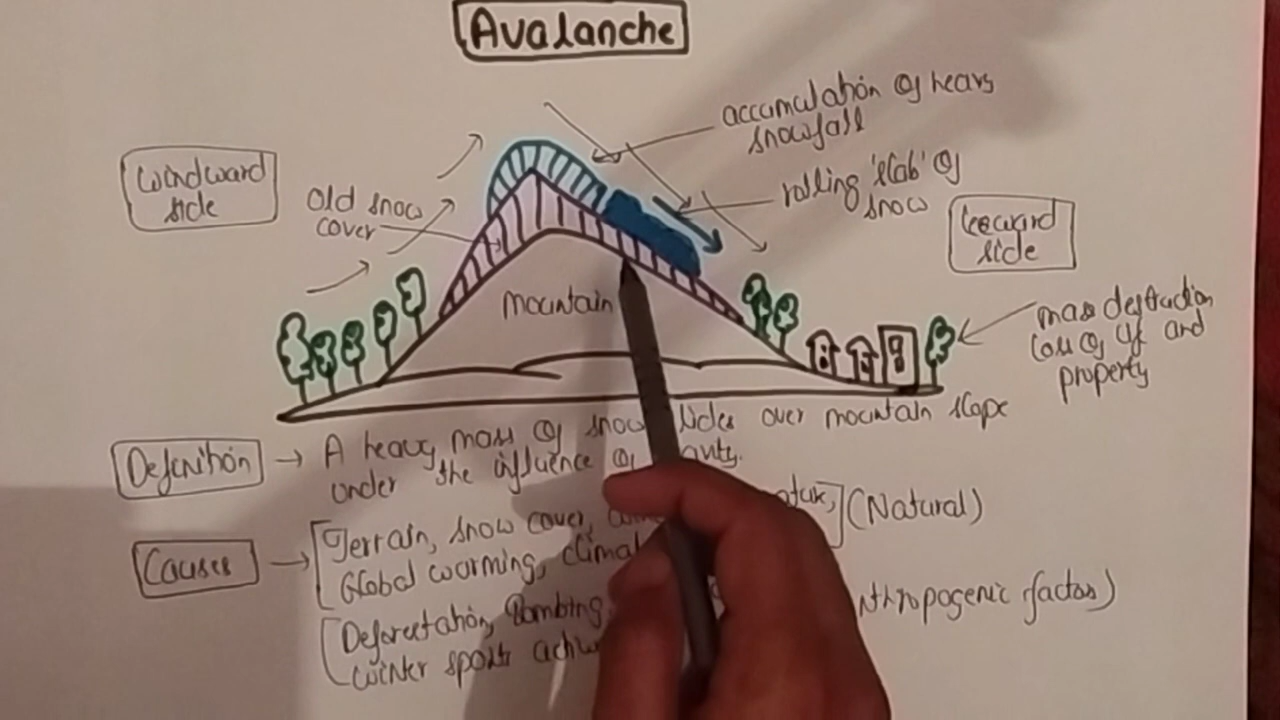 Avalanche
accumulation of heavy
snowfall
windward
side
old snow
cover
rolling 'slab' of
snow
leeward
side
mountain
mass destruction
loss of life and
property
Definition → A heavy mass of snow slides over mountain slope
under the influence of
Causes → [Terrain, snow cover, ] (Natural)
Global warming,
[Deforestation, Bombing factors)
winter sports